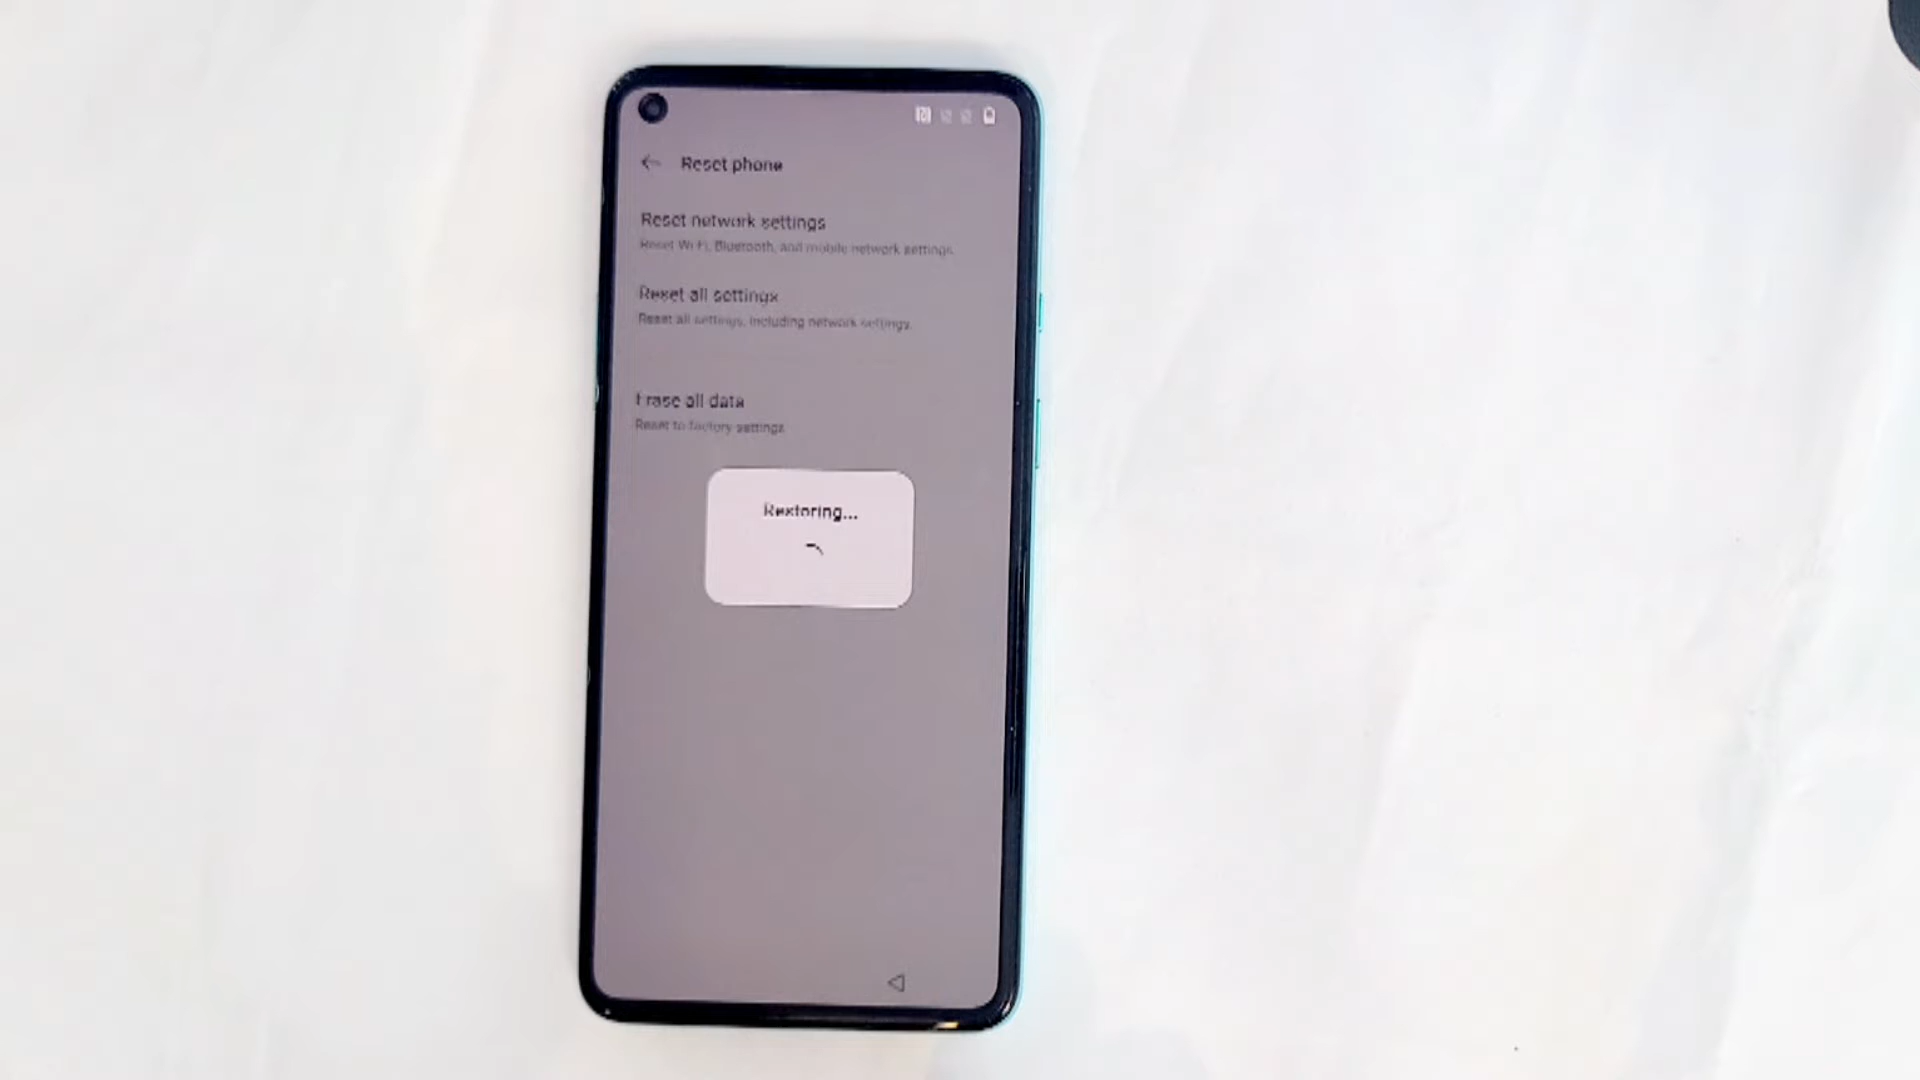 Reset phone
Reset network settings
Reset Wi-Fi, Bluetooth, and mobile network settings.
Reset all settings
Reset all settings, including network settings.
Erase all data
Reset to factory settings
Restoring...